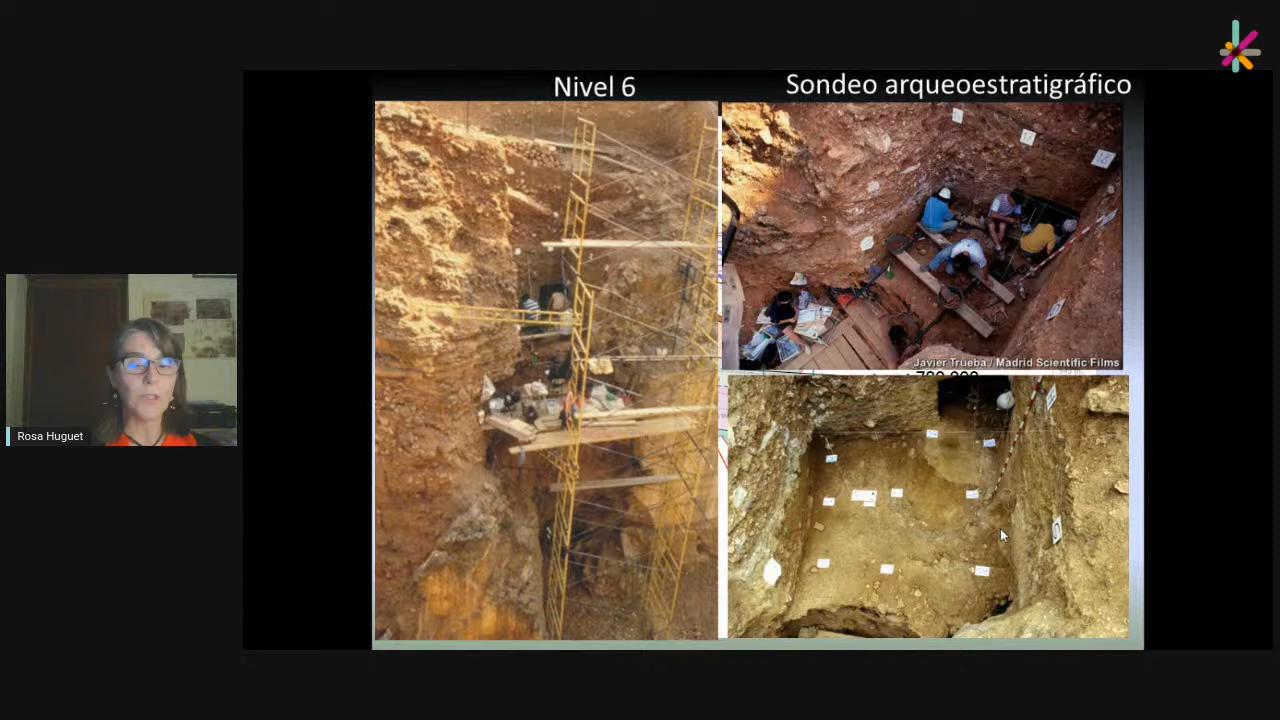 Nivel 6
Sondeo arqueoestratigráfico
Javier Trueba / Madrid Scientific Films
Rosa Huguet